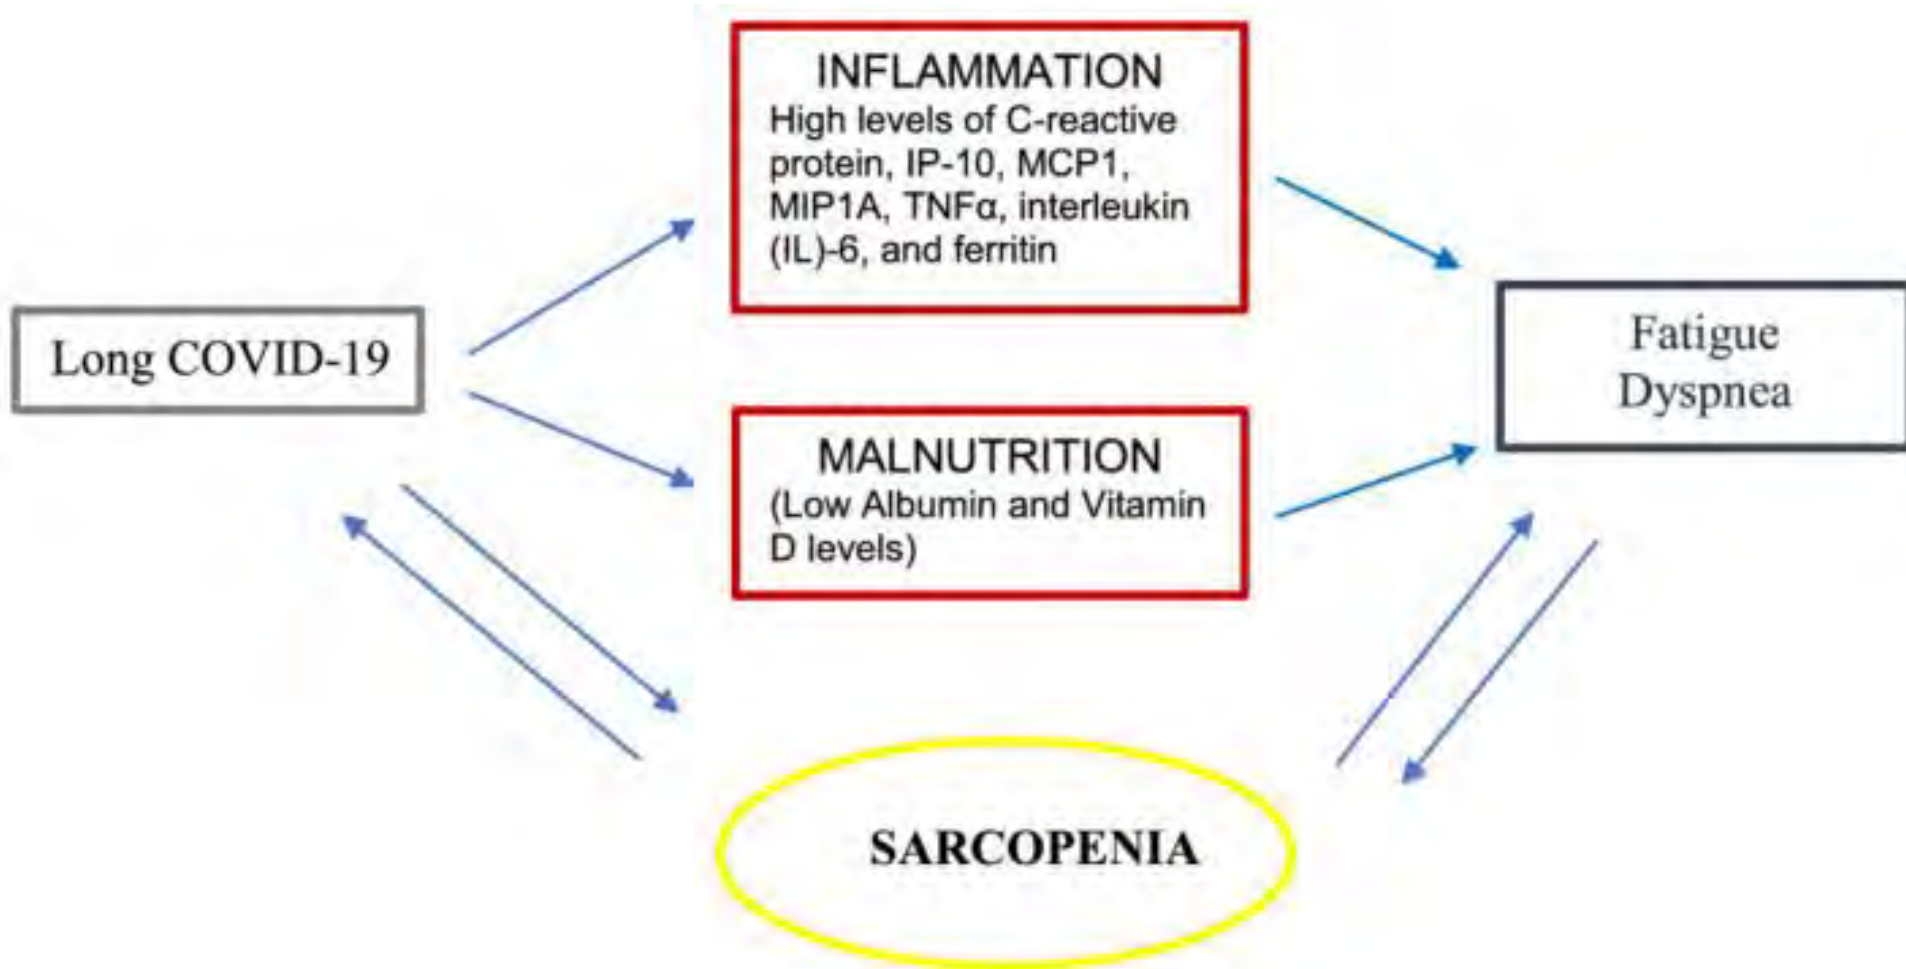 INFLAMMATION
High levels of C-reactive
protein, IP-10, MCP1,
MIP1A, TNFα, interleukin
(IL)-6, and ferritin
Long COVID-19
Fatigue
Dyspnea
MALNUTRITION
(Low Albumin and Vitamin
D levels)
SARCOPENIA